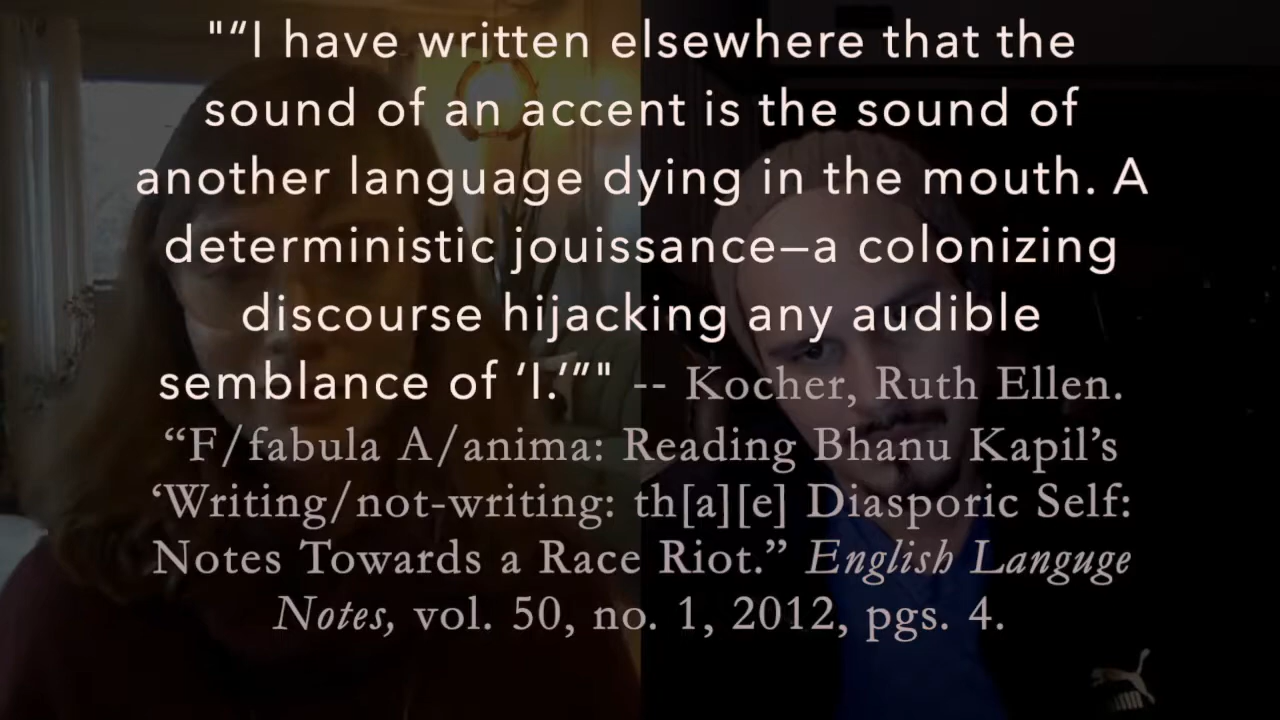 "“I have written elsewhere that the
sound of an accent is the sound of
another language dying in the mouth. A
deterministic jouissance—a colonizing
discourse hijacking any audible
semblance of ‘I.’”" -- Kocher, Ruth Ellen.
“F/fabula A/anima: Reading Bhanu Kapil’s
‘Writing/not-writing: th[a][e] Diasporic Self:
Notes Towards a Race Riot.” English Languge
Notes, vol. 50, no. 1, 2012, pgs. 4.